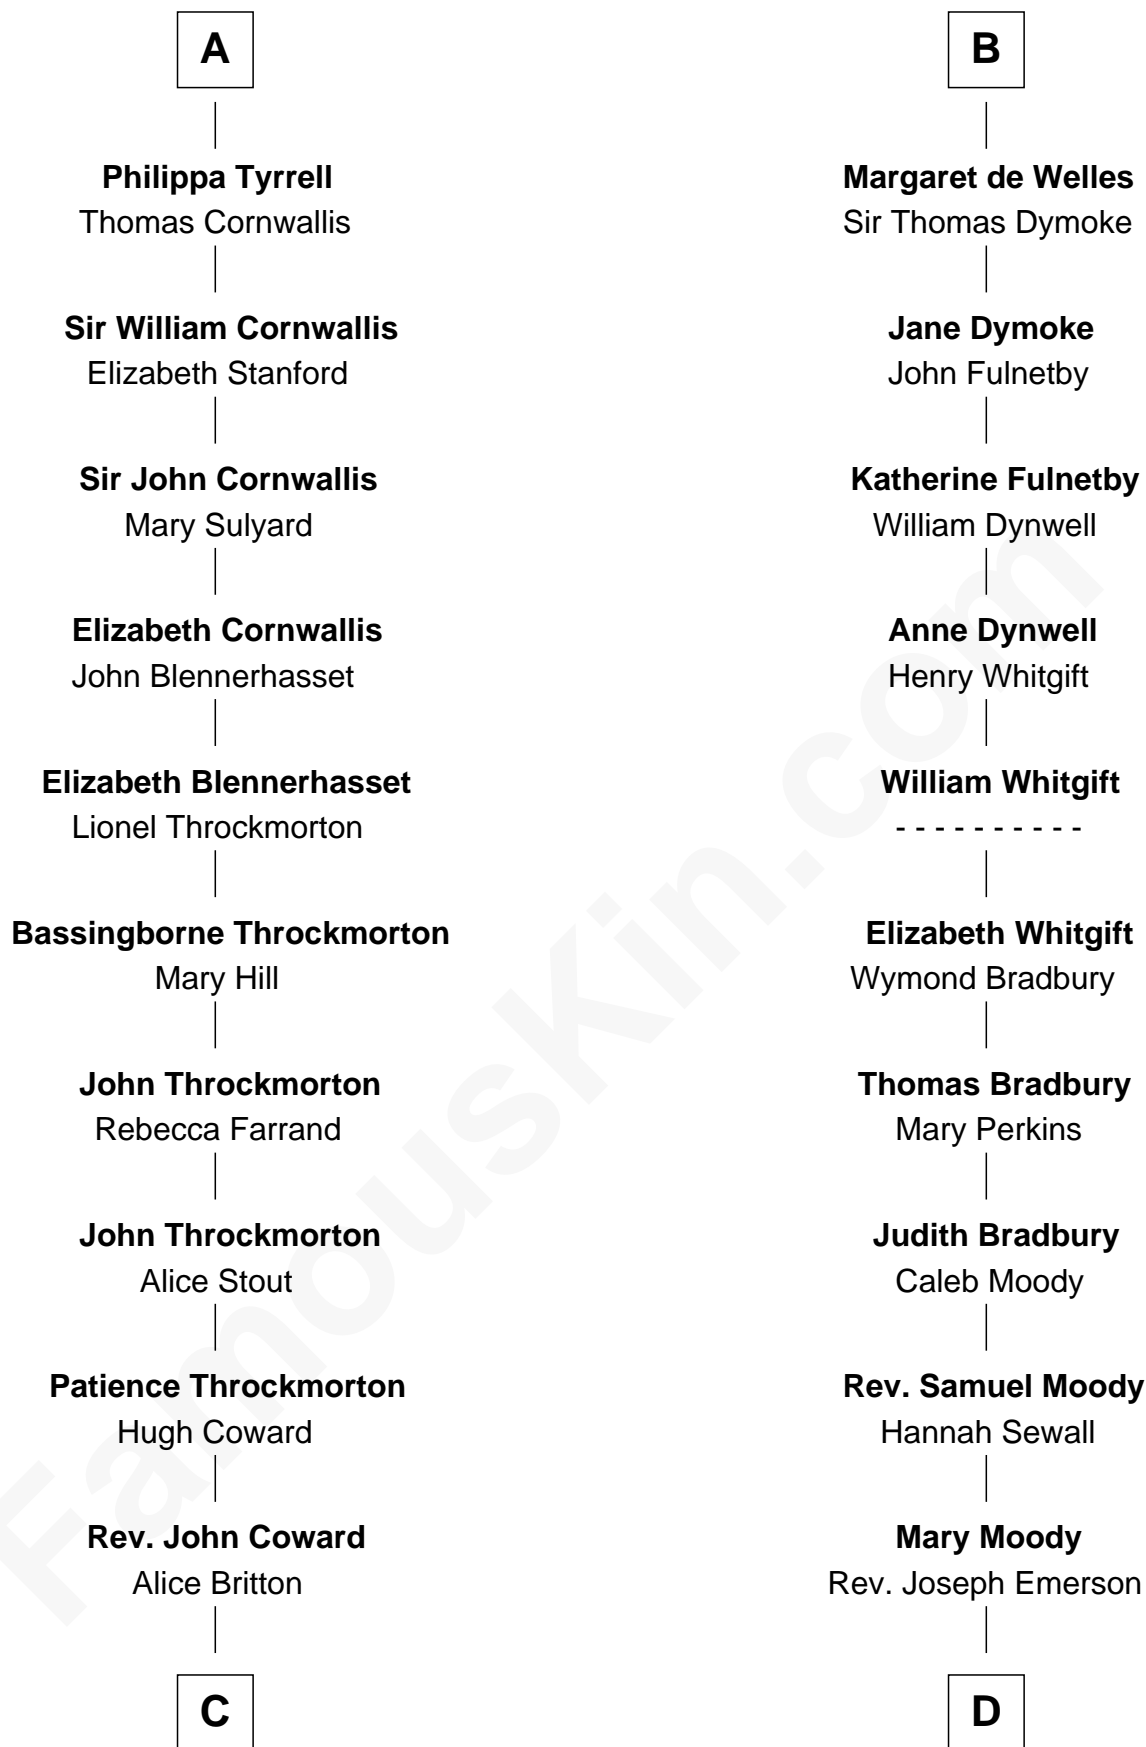 A
Philippa Tyrrell
Thomas Cornwallis
Sir William Cornwallis
Elizabeth Stanford
Sir John Cornwallis
Mary Sulyard
Elizabeth Cornwallis
John Blennerhasset
Elizabeth Blennerhasset
Lionel Throckmorton
Bassingborne Throckmorton
Mary Hill
John Throckmorton
Rebecca Farrand
John Throckmorton
Alice Stout
Patience Throckmorton
Hugh Coward
Rev. John Coward
Alice Britton
C
B
Margaret de Welles
Sir Thomas Dymoke
Jane Dymoke
John Fulnetby
Katherine Fulnetby
William Dynwell
Anne Dynwell
Henry Whitgift
William Whitgift
- - - - - - - - - -
Elizabeth Whitgift
Wymond Bradbury
Thomas Bradbury
Mary Perkins
Judith Bradbury
Caleb Moody
Rev. Samuel Moody
Hannah Sewall
Mary Moody
Rev. Joseph Emerson
D
FamousKin.com